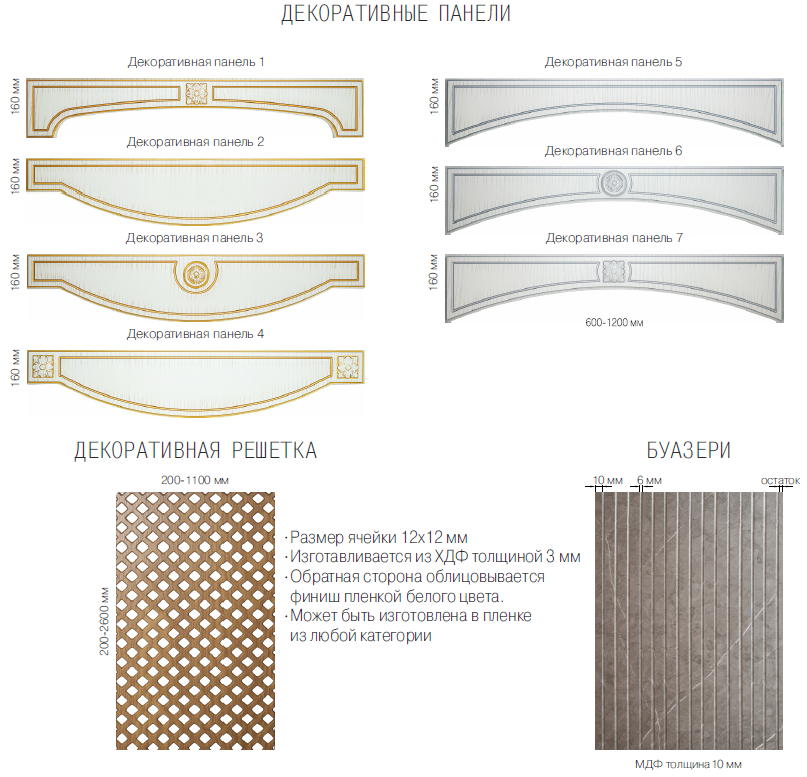 ДЕКОРАТИВНЫЕ ПАНЕЛИ
Декоративная панель 1
160 мм
Декоративная панель 2
160 мм
Декоративная панель 3
160 мм
Декоративная панель 4
160 мм
Декоративная панель 5
160 мм
Декоративная панель 6
160 мм
Декоративная панель 7
160 мм
600-1200 мм
ДЕКОРАТИВНАЯ РЕШЕТКА
200-1100 мм
200-2600 мм
·Размер ячейки 12х12 мм
·Изготавливается из ХДФ толщиной 3 мм
·Обратная сторона облицовывается
финиш пленкой белого цвета.
·Может быть изготовлена в пленке
из любой категории
БУАЗЕРИ
10 мм
6 мм
остаток
МДФ толщина 10 мм